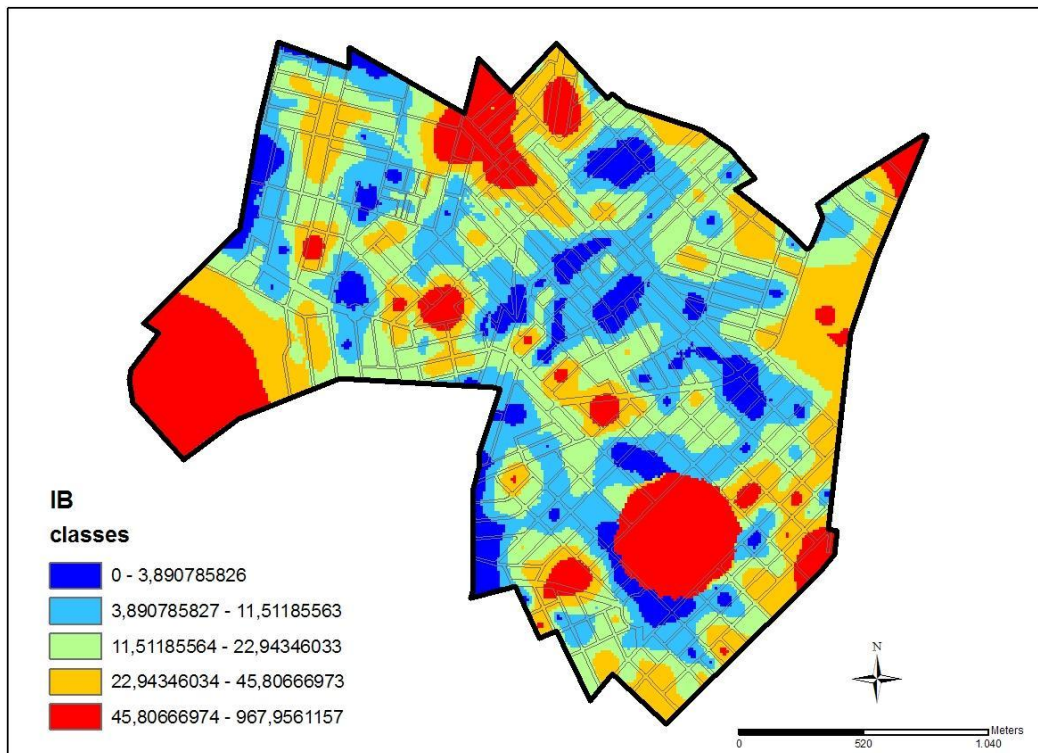 IB
classes
0 - 3,890785826
3,890785827 - 11,51185563
11,51185564 - 22,94346033
22,94346034 - 45,80666973
45,80666974 - 967,9561157
N
Meters
0 520 1.040